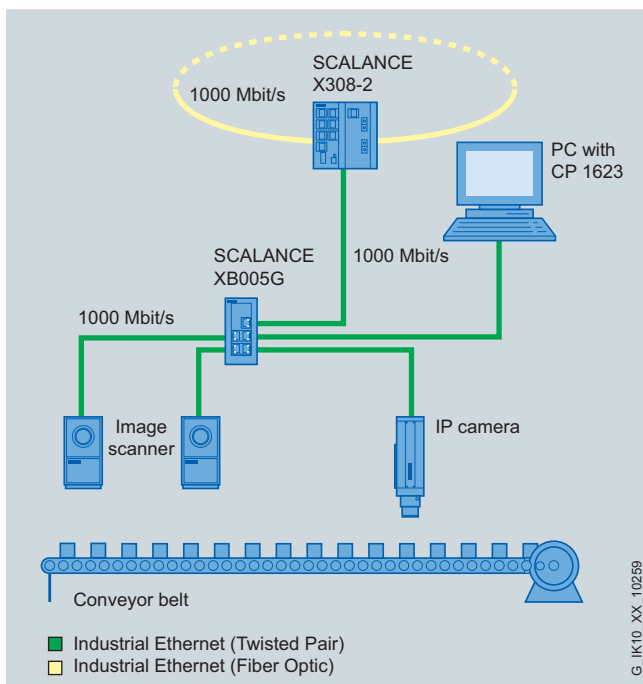 SCALANCE
X308-2
1000 Mbit/s
PC with
CP 1623
SCALANCE
XB005G
1000 Mbit/s
1000 Mbit/s
Image
scanner
IP camera
Conveyor belt
Industrial Ethernet (Twisted Pair)
Industrial Ethernet (Fiber Optic)
G_IK10_XX_10259